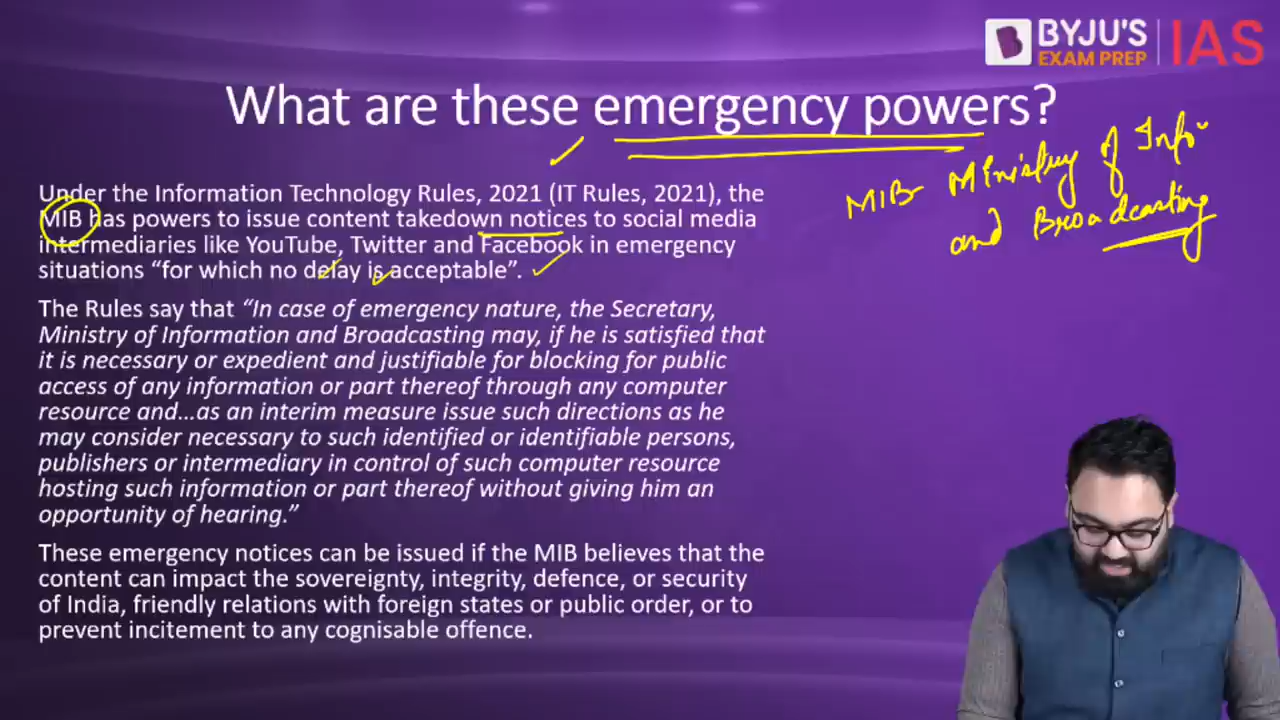 BYJU'S
EXAM PREP
IAS
What are these emergency powers?
MIB Ministry of Info
and Broadcasting
Under the Information Technology Rules, 2021 (IT Rules, 2021), the
MIB has powers to issue content takedown notices to social media
intermediaries like YouTube, Twitter and Facebook in emergency
situations “for which no delay is acceptable”.
The Rules say that “In case of emergency nature, the Secretary,
Ministry of Information and Broadcasting may, if he is satisfied that
it is necessary or expedient and justifiable for blocking for public
access of any information or part thereof through any computer
resource and...as an interim measure issue such directions as he
may consider necessary to such identified or identifiable persons,
publishers or intermediary in control of such computer resource
hosting such information or part thereof without giving him an
opportunity of hearing.”
These emergency notices can be issued if the MIB believes that the
content can impact the sovereignty, integrity, defence, or security
of India, friendly relations with foreign states or public order, or to
prevent incitement to any cognisable offence.